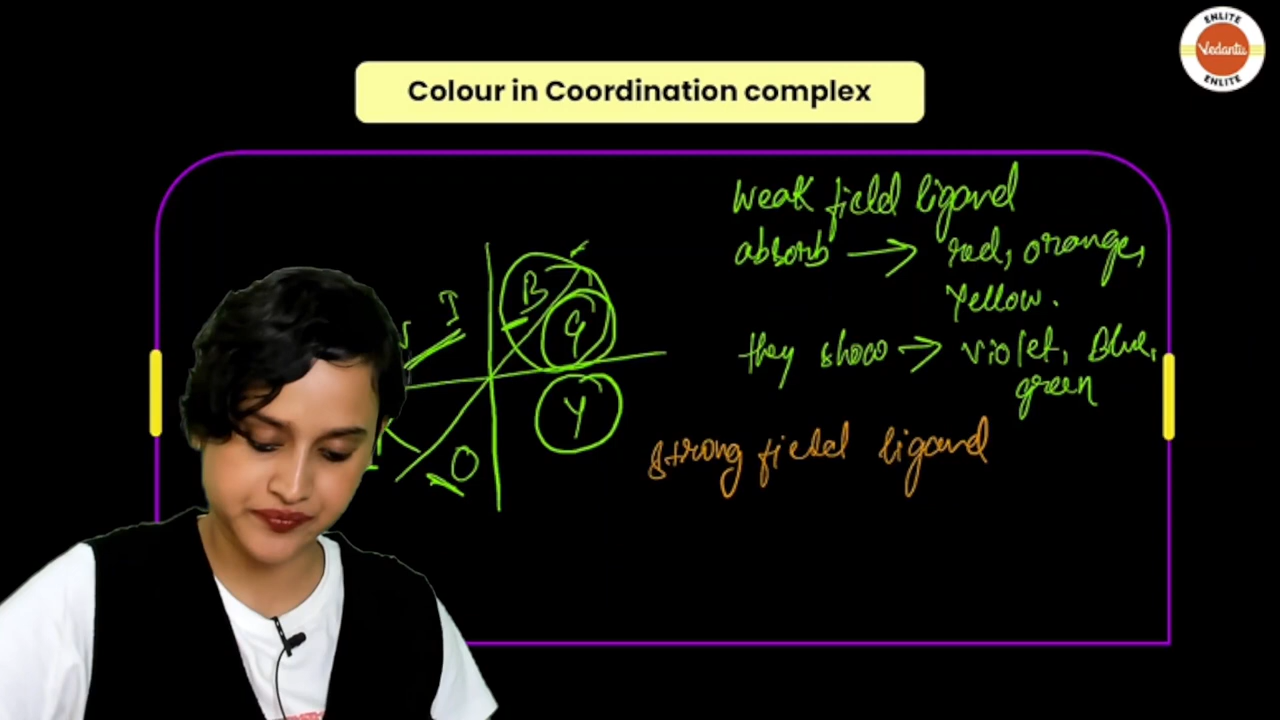 ENLITE
Vedantu
ENLITE
Colour in Coordination complex
Weak field ligand
absorb → red, orange,
Yellow.
they show → violet, Blue,
green
B
I
G
Y
O
strong field ligand